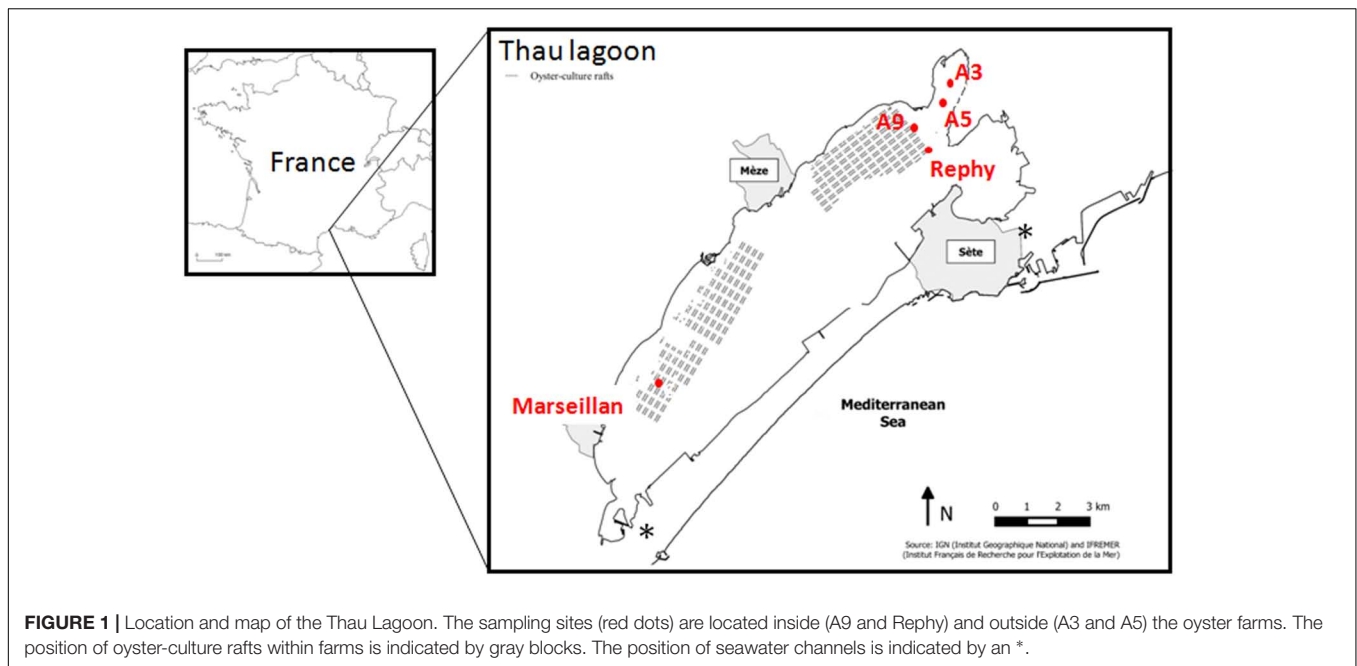 Thau lagoon
Oyster-culture rafts
France
100 km
A3
A5
A9
Rephy
Mèze
Sète
*
Marseillan
Mediterranean
Sea
*
N
0 1 2 3 km
Source: IGN (Institut Geographique National) and IFREMER
(Institut Français de Recherche pour l'Explotation de la Mer)
FIGURE 1 | Location and map of the Thau Lagoon. The sampling sites (red dots) are located inside (A9 and Rephy) and outside (A3 and A5) the oyster farms. The
position of oyster-culture rafts within farms is indicated by gray blocks. The position of seawater channels is indicated by an *.